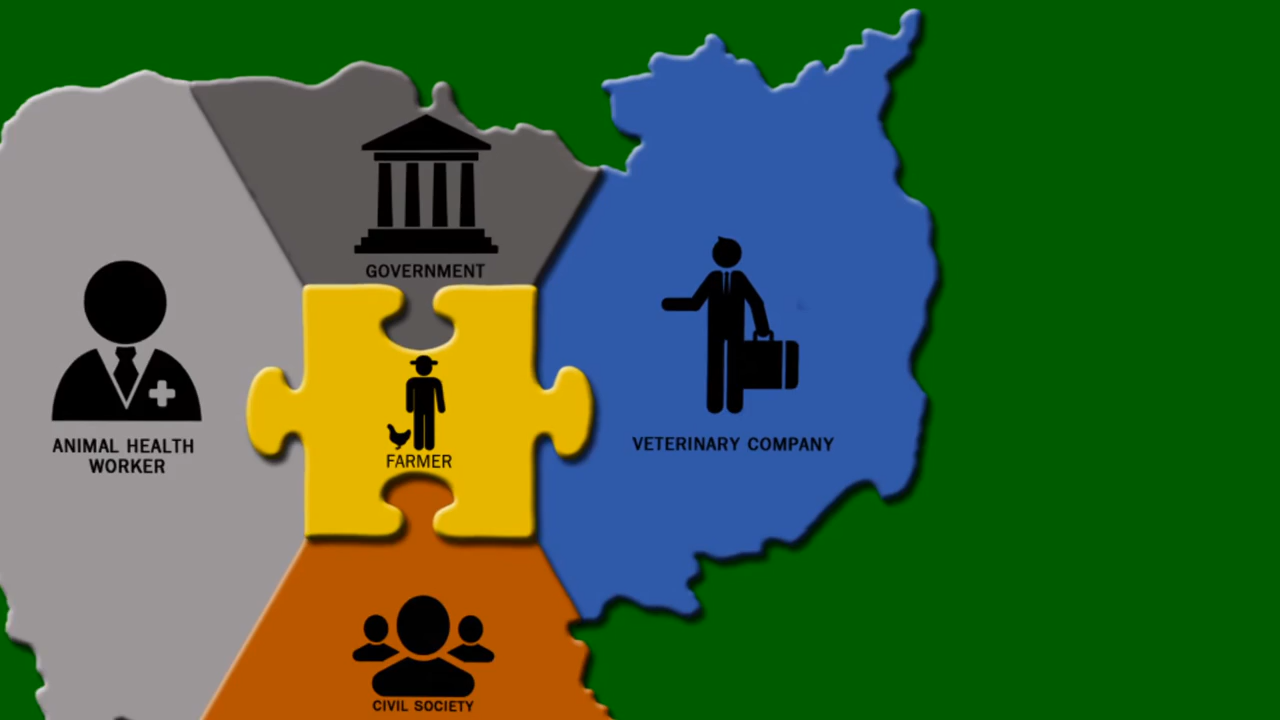 GOVERNMENT
ANIMAL HEALTH
WORKER
FARMER
VETERINARY COMPANY
CIVIL SOCIETY